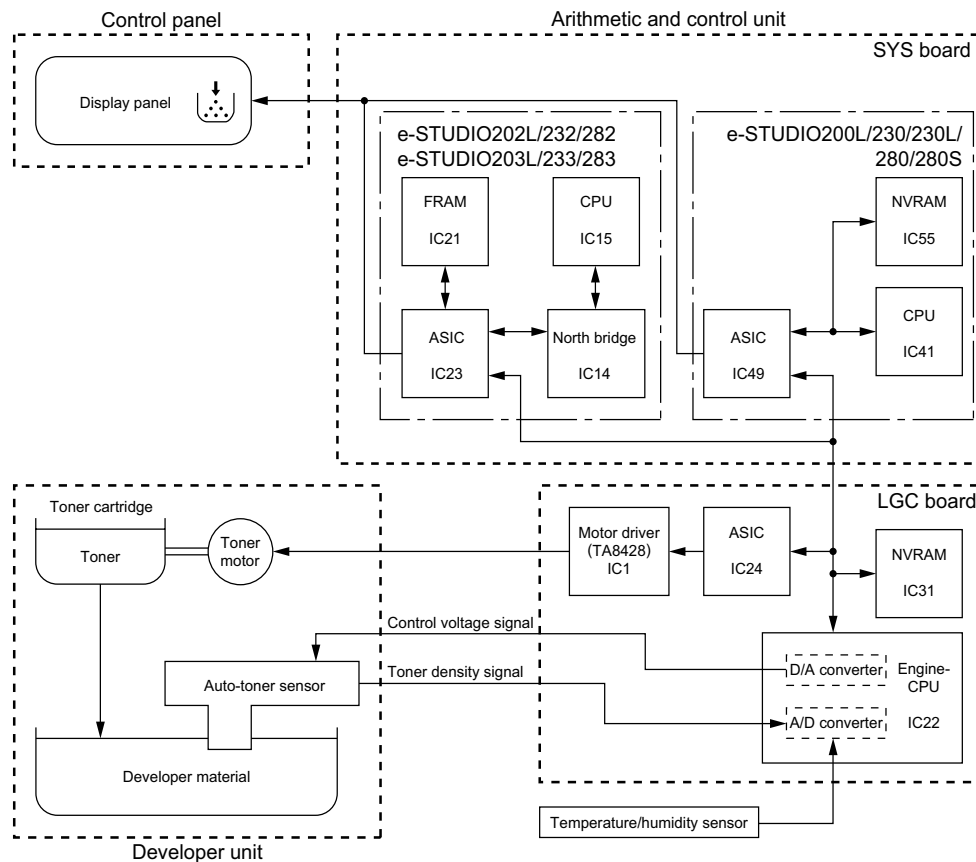 Control panel
Arithmetic and control unit
SYS board
Display panel
e-STUDIO202L/232/282
e-STUDIO203L/233/283
e-STUDIO200L/230/230L/
280/280S
FRAM
IC21
CPU
IC15
NVRAM
IC55
ASIC
IC23
North bridge
IC14
ASIC
IC49
CPU
IC41
LGC board
Toner cartridge
Toner
Toner
motor
Motor driver
(TA8428)
IC1
ASIC
IC24
NVRAM
IC31
Control voltage signal
Toner density signal
Auto-toner sensor
D/A converter
A/D converter
Engine-
CPU
IC22
Developer material
Temperature/humidity sensor
Developer unit